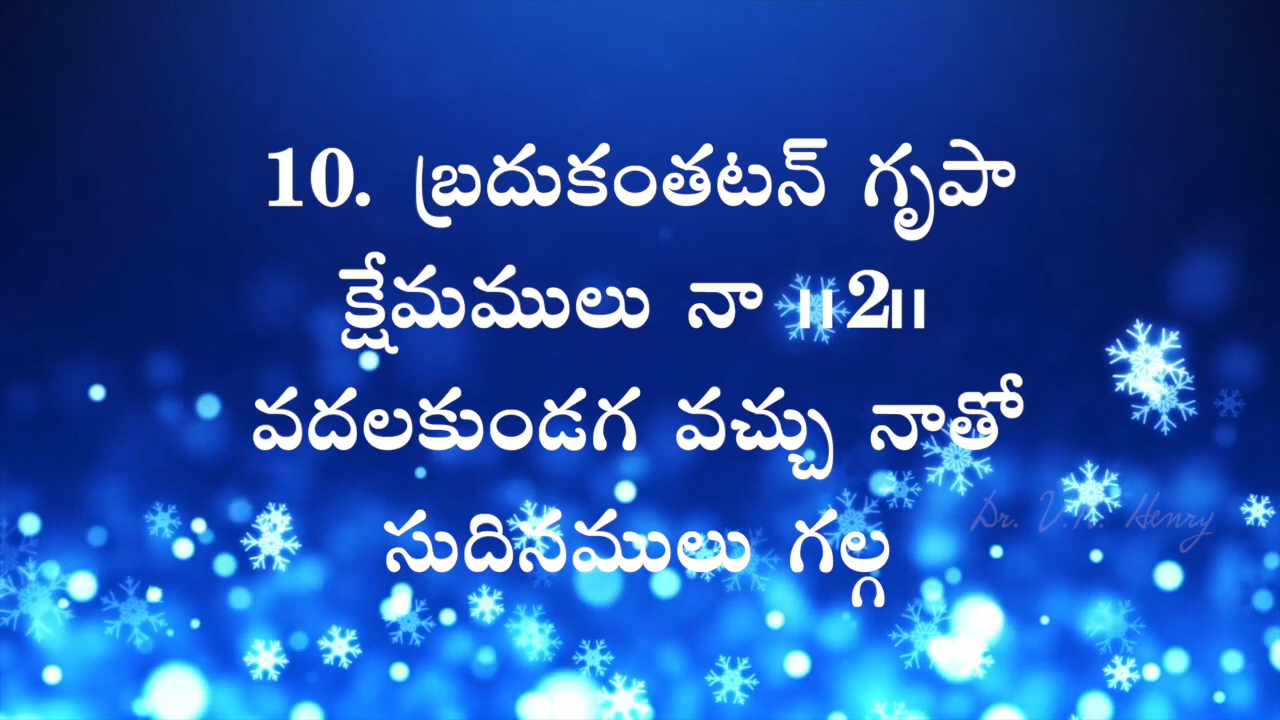 10. బ్రదుకంతటన్ గృపా
క్షేమములు నా ॥2॥
వదలకుండగ వచ్చు నాతో
సుదినములు గల్గ
Dr. V.R. Henry